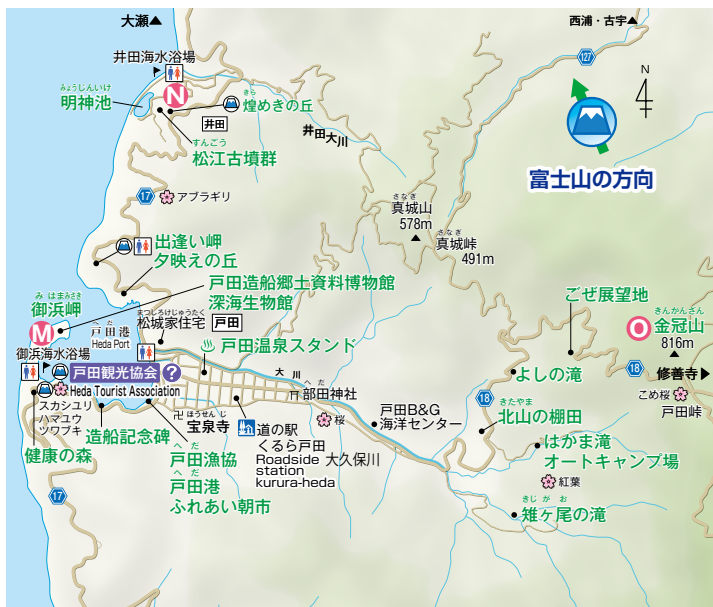 大瀬▲
西浦・古宇▲
井田海水浴場
127
N
みょうじんいけ
明神池
N
きら
煌めきの丘
井田
井田大川
すんごう
松江古墳群
富士山の方向
17
アブラギリ
さなぎ
真城山
578m
さなぎ
真城峠
491m
出逢い岬
夕映えの丘
戸田造船郷土資料博物館
深海生物館
みはまみさき
御浜岬
M
へだ
戸田港
Heda Port
まつしろけじゅうたく
松城家住宅
戸田
ごぜ展望地
きんかんざん
O
金冠山
816m
御浜海水浴場
戸田温泉スタンド
18
修善寺▶
戸田観光協会
?
Heda Tourist Association
大川
よしの滝
こめ桜
戸田峠
スカシユリ
ハマユウ
ツワブキ
へだ
部田神社
18
きたやま
北山の棚田
ほうせんじ
宝泉寺
桜
戸田B&G
海洋センター
造船記念碑
道の駅
くるら戸田
Roadside
station
kurura-heda
大久保川
健康の森
へだ
戸田漁協
へだ
戸田港
ふれあい朝市
はかま滝
オートキャンプ場
紅葉
17
きじがお
雉ヶ尾の滝